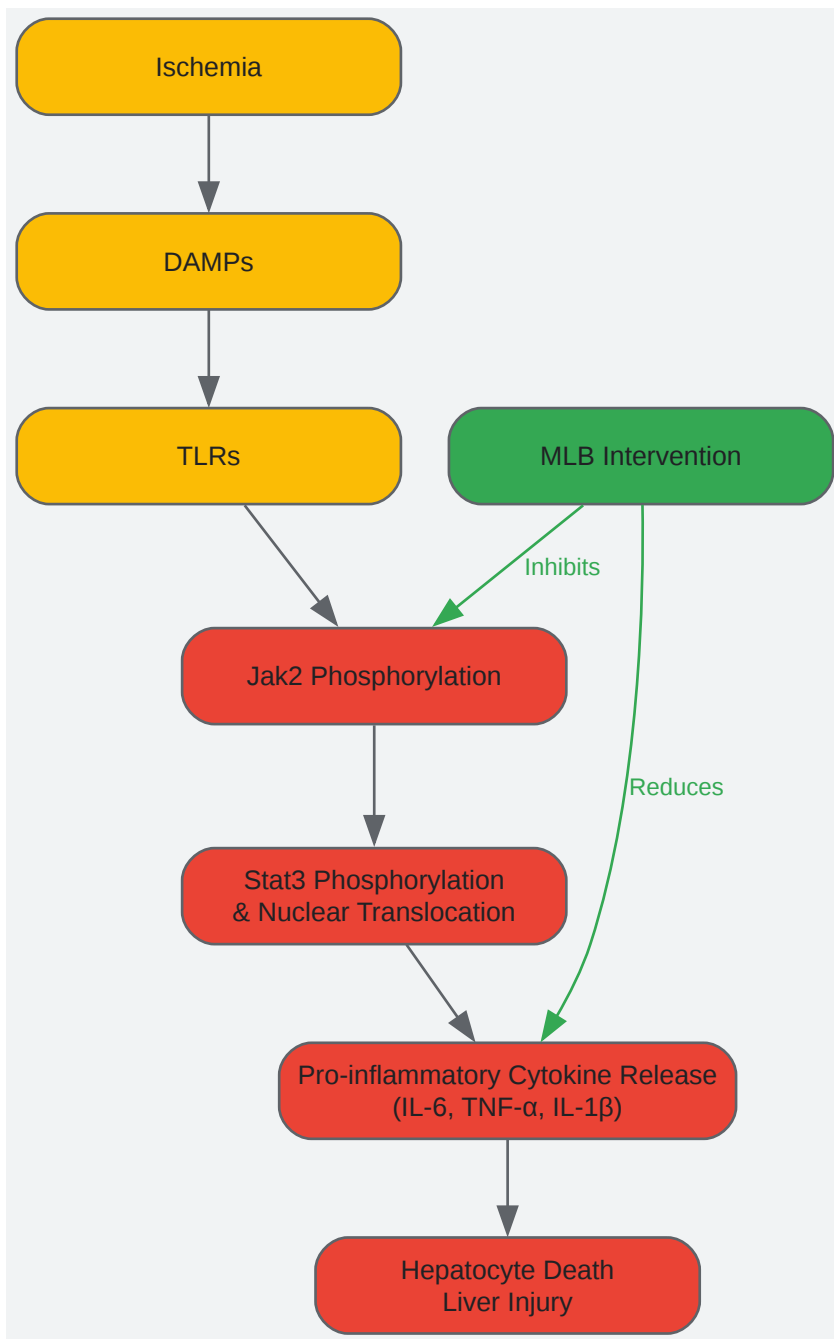 Ischemia
DAMPs
TLRs
MLB Intervention
Inhibits
Jak2 Phosphorylation
Reduces
Stat3 Phosphorylation
& Nuclear Translocation
Pro-inflammatory Cytokine Release
(IL-6, TNF-α, IL-1β)
Hepatocyte Death
Liver Injury